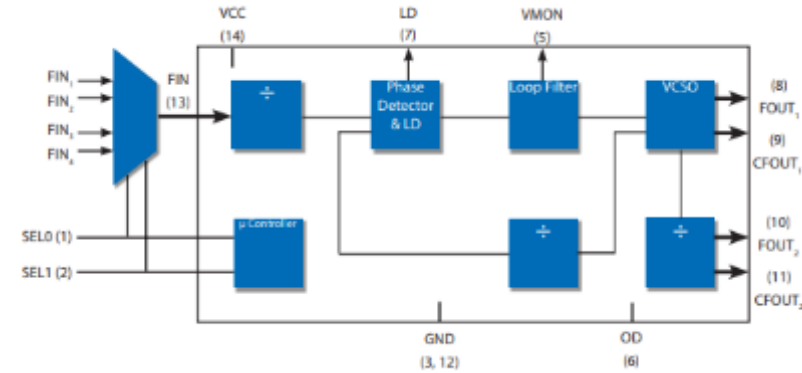 VCC
(14)
LD
(7)
VMON
(5)
FIN₁
FIN₂
FIN₃
FIN₄
FIN
(13)
÷
Phase
Detector
& LD
Loop Filter
VCSO
(8)
FOUT₁
(9)
CFOUT₁
SEL0 (1)
SEL1 (2)
µ Controller
÷
÷
(10)
FOUT₂
(11)
CFOUT₂
GND
(3, 12)
OD
(6)